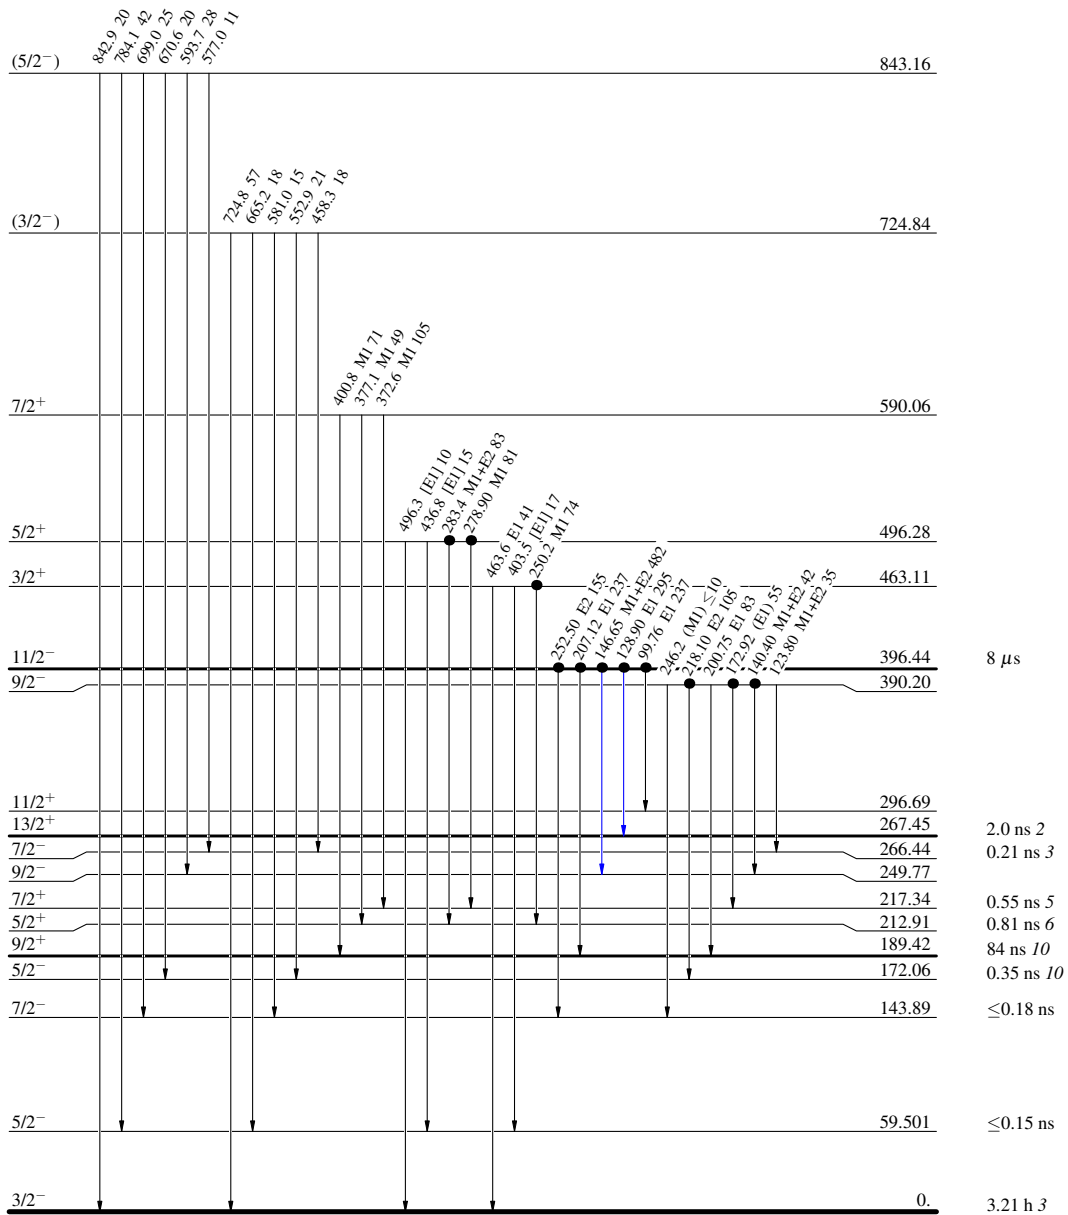 842.9 20
784.1 42
699.0 25
670.6 20
593.7 28
577.0 11
(5/2⁻) 843.16
724.8 57
665.2 18
581.0 15
552.9 21
458.3 18
(3/2⁻) 724.84
400.8 M1 71
377.1 M1 49
372.6 M1 105
7/2⁺ 590.06
496.3 [E1] 10
436.8 [E1] 15
283.4 M1+E2 83
278.90 M1 81
5/2⁺ 496.28
463.6 E1 41
403.5 [E1] 17
250.2 M1 74
3/2⁺ 463.11
252.50 E2 155
207.12 E1 237
146.65 M1+E2 482
128.90 E1 295
99.76 E1 237
11/2⁻ 396.44 8 μs
246.2 (M1) ≤10
218.10 E2 105
200.75 E1 83
172.92 (E1) 55
140.40 M1+E2 42
123.80 M1+E2 35
9/2⁻ 390.20
11/2⁺ 296.69
13/2⁺ 267.45 2.0 ns 2
7/2⁻ 266.44 0.21 ns 3
9/2⁻ 249.77
7/2⁺ 217.34 0.55 ns 5
5/2⁺ 212.91 0.81 ns 6
9/2⁺ 189.42 84 ns 10
5/2⁻ 172.06 0.35 ns 10
7/2⁻ 143.89 ≤0.18 ns
5/2⁻ 59.501 ≤0.15 ns
3/2⁻ 0. 3.21 h 3